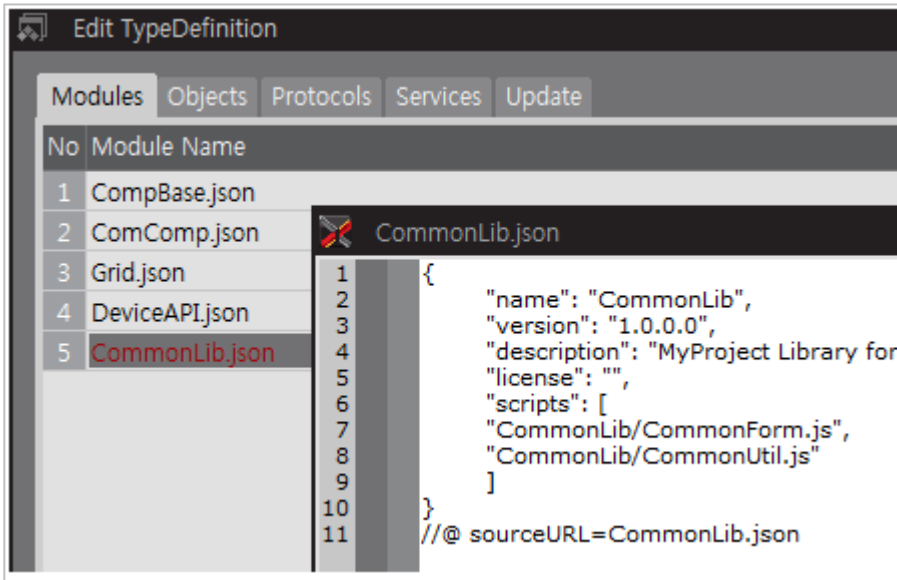 Edit TypeDefinition
Modules Objects Protocols Services Update
No Module Name
1 CompBase.json
2 ComComp.json
3 Grid.json
4 DeviceAPI.json
5 CommonLib.json
CommonLib.json
1 {
2 "name": "CommonLib",
3 "version": "1.0.0.0",
4 "description": "MyProject Library for
5 "license": "",
6 "scripts": [
7 "CommonLib/CommonForm.js",
8 "CommonLib/CommonUtil.js"
9 ]
10 }
11 //@ sourceURL=CommonLib.json